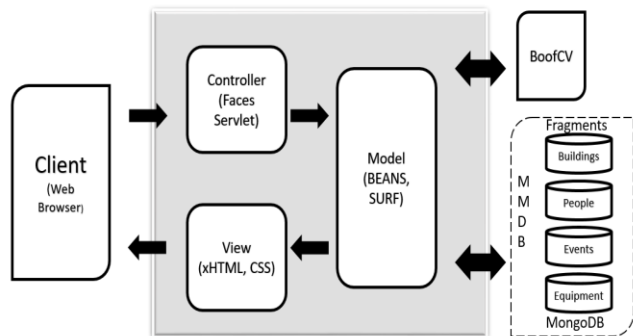 Client
(Web
Browser)
Controller
(Faces
Servlet)
View
(xHTML, CSS)
Model
(BEANS,
SURF)
BoofCV
Fragments
Buildings
People
Events
Equipment
M
M
D
B
MongoDB